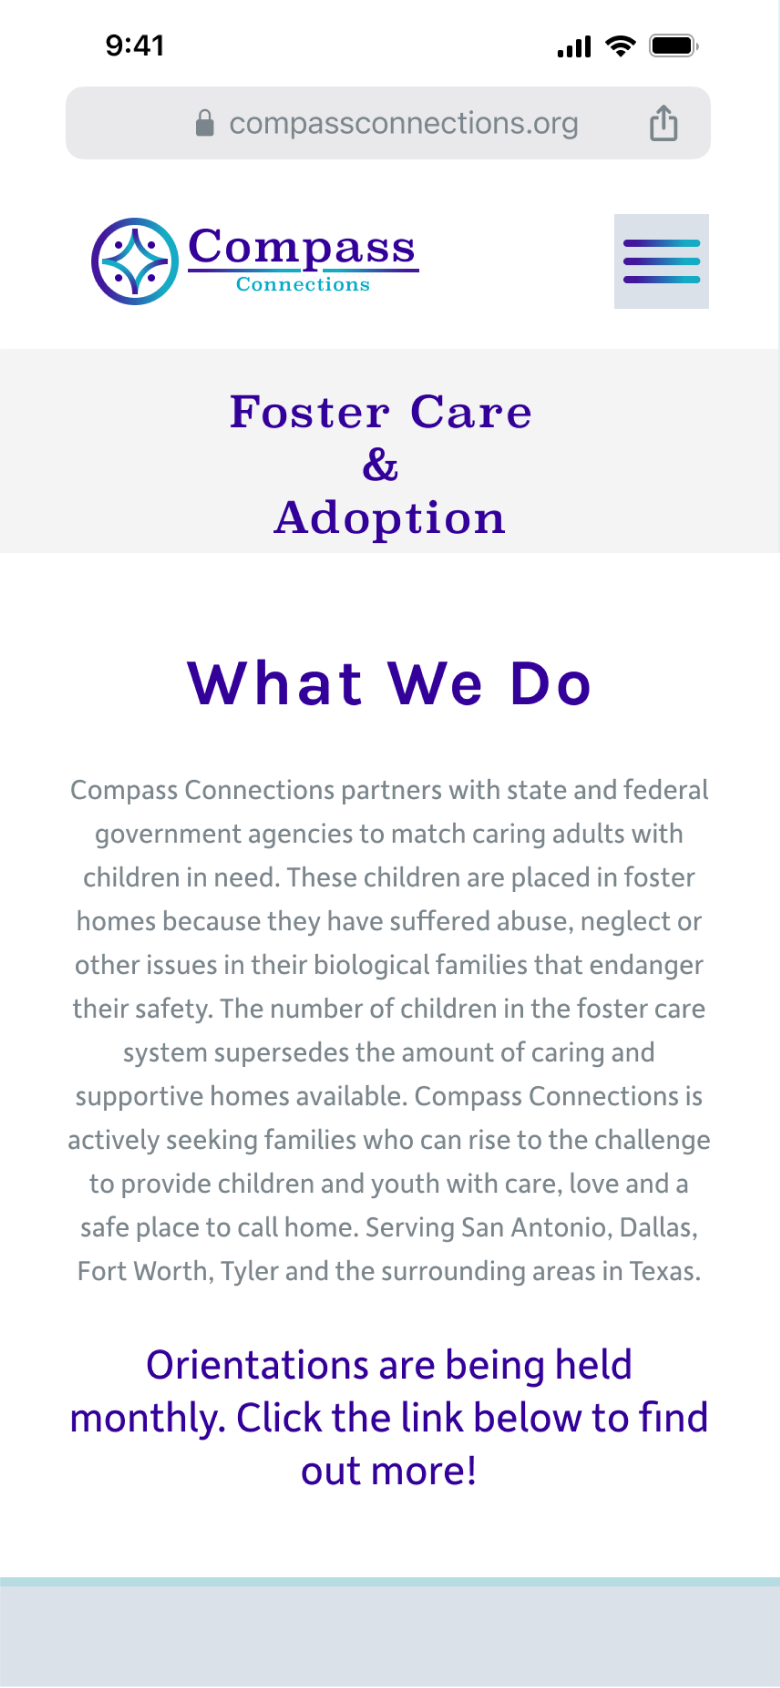 9:41
compassconnections.org
Compass
Connections
Foster Care
&
Adoption
What We Do
Compass Connections partners with state and federal
government agencies to match caring adults with
children in need. These children are placed in foster
homes because they have suffered abuse, neglect or
other issues in their biological families that endanger
their safety. The number of children in the foster care
system supersedes the amount of caring and
supportive homes available. Compass Connections is
actively seeking families who can rise to the challenge
to provide children and youth with care, love and a
safe place to call home. Serving San Antonio, Dallas,
Fort Worth, Tyler and the surrounding areas in Texas.
Orientations are being held
monthly. Click the link below to find
out more!